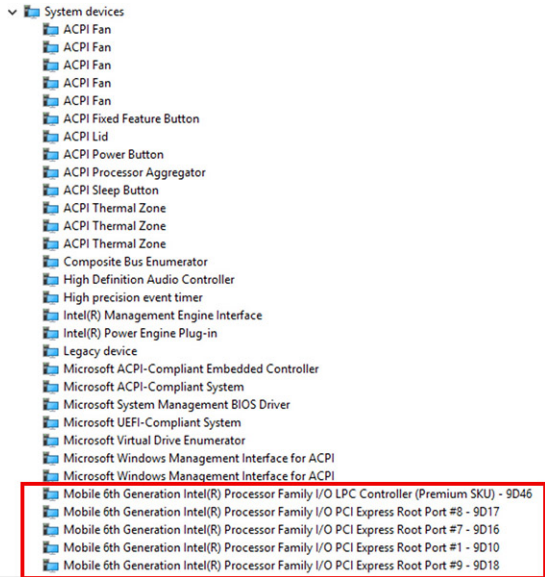 System devices
ACPI Fan
ACPI Fan
ACPI Fan
ACPI Fan
ACPI Fan
ACPI Fixed Feature Button
ACPI Lid
ACPI Power Button
ACPI Processor Aggregator
ACPI Sleep Button
ACPI Thermal Zone
ACPI Thermal Zone
ACPI Thermal Zone
Composite Bus Enumerator
High Definition Audio Controller
High precision event timer
Intel(R) Management Engine Interface
Intel(R) Power Engine Plug-in
Legacy device
Microsoft ACPI-Compliant Embedded Controller
Microsoft ACPI-Compliant System
Microsoft System Management BIOS Driver
Microsoft UEFI-Compliant System
Microsoft Virtual Drive Enumerator
Microsoft Windows Management Interface for ACPI
Microsoft Windows Management Interface for ACPI
Mobile 6th Generation Intel(R) Processor Family I/O LPC Controller (Premium SKU) - 9D46
Mobile 6th Generation Intel(R) Processor Family I/O PCI Express Root Port #8 - 9D17
Mobile 6th Generation Intel(R) Processor Family I/O PCI Express Root Port #7 - 9D16
Mobile 6th Generation Intel(R) Processor Family I/O PCI Express Root Port #1 - 9D10
Mobile 6th Generation Intel(R) Processor Family I/O PCI Express Root Port #9 - 9D18